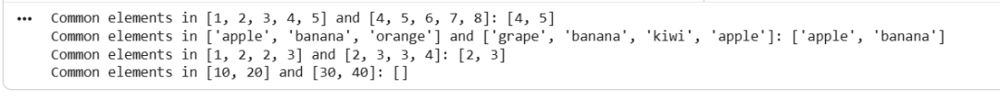 Common elements in [1, 2, 3, 4, 5] and [4, 5, 6, 7, 8]: [4, 5]
Common elements in ['apple', 'banana', 'orange'] and ['grape', 'banana', 'kiwi', 'apple']: ['apple', 'banana']
Common elements in [1, 2, 2, 3] and [2, 3, 3, 4]: [2, 3]
Common elements in [10, 20] and [30, 40]: []